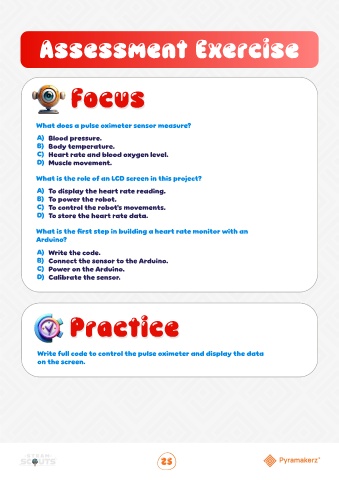 Assessment Exercise
Focus
What does a pulse oximeter sensor measure?
A) Blood pressure.
B) Body temperature.
C) Heart rate and blood oxygen level.
D) Muscle movement.
What is the role of an LCD screen in this project?
A) To display the heart rate reading.
B) To power the robot.
C) To control the robot's movements.
D) To store the heart rate data.
What is the first step in building a heart rate monitor with an
Arduino?
A) Write the code.
B) Connect the sensor to the Arduino.
C) Power on the Arduino.
D) Calibrate the sensor.
Practice
Write full code to control the pulse oximeter and display the data
on the screen.
SCOUTS
25
Pyramakerz